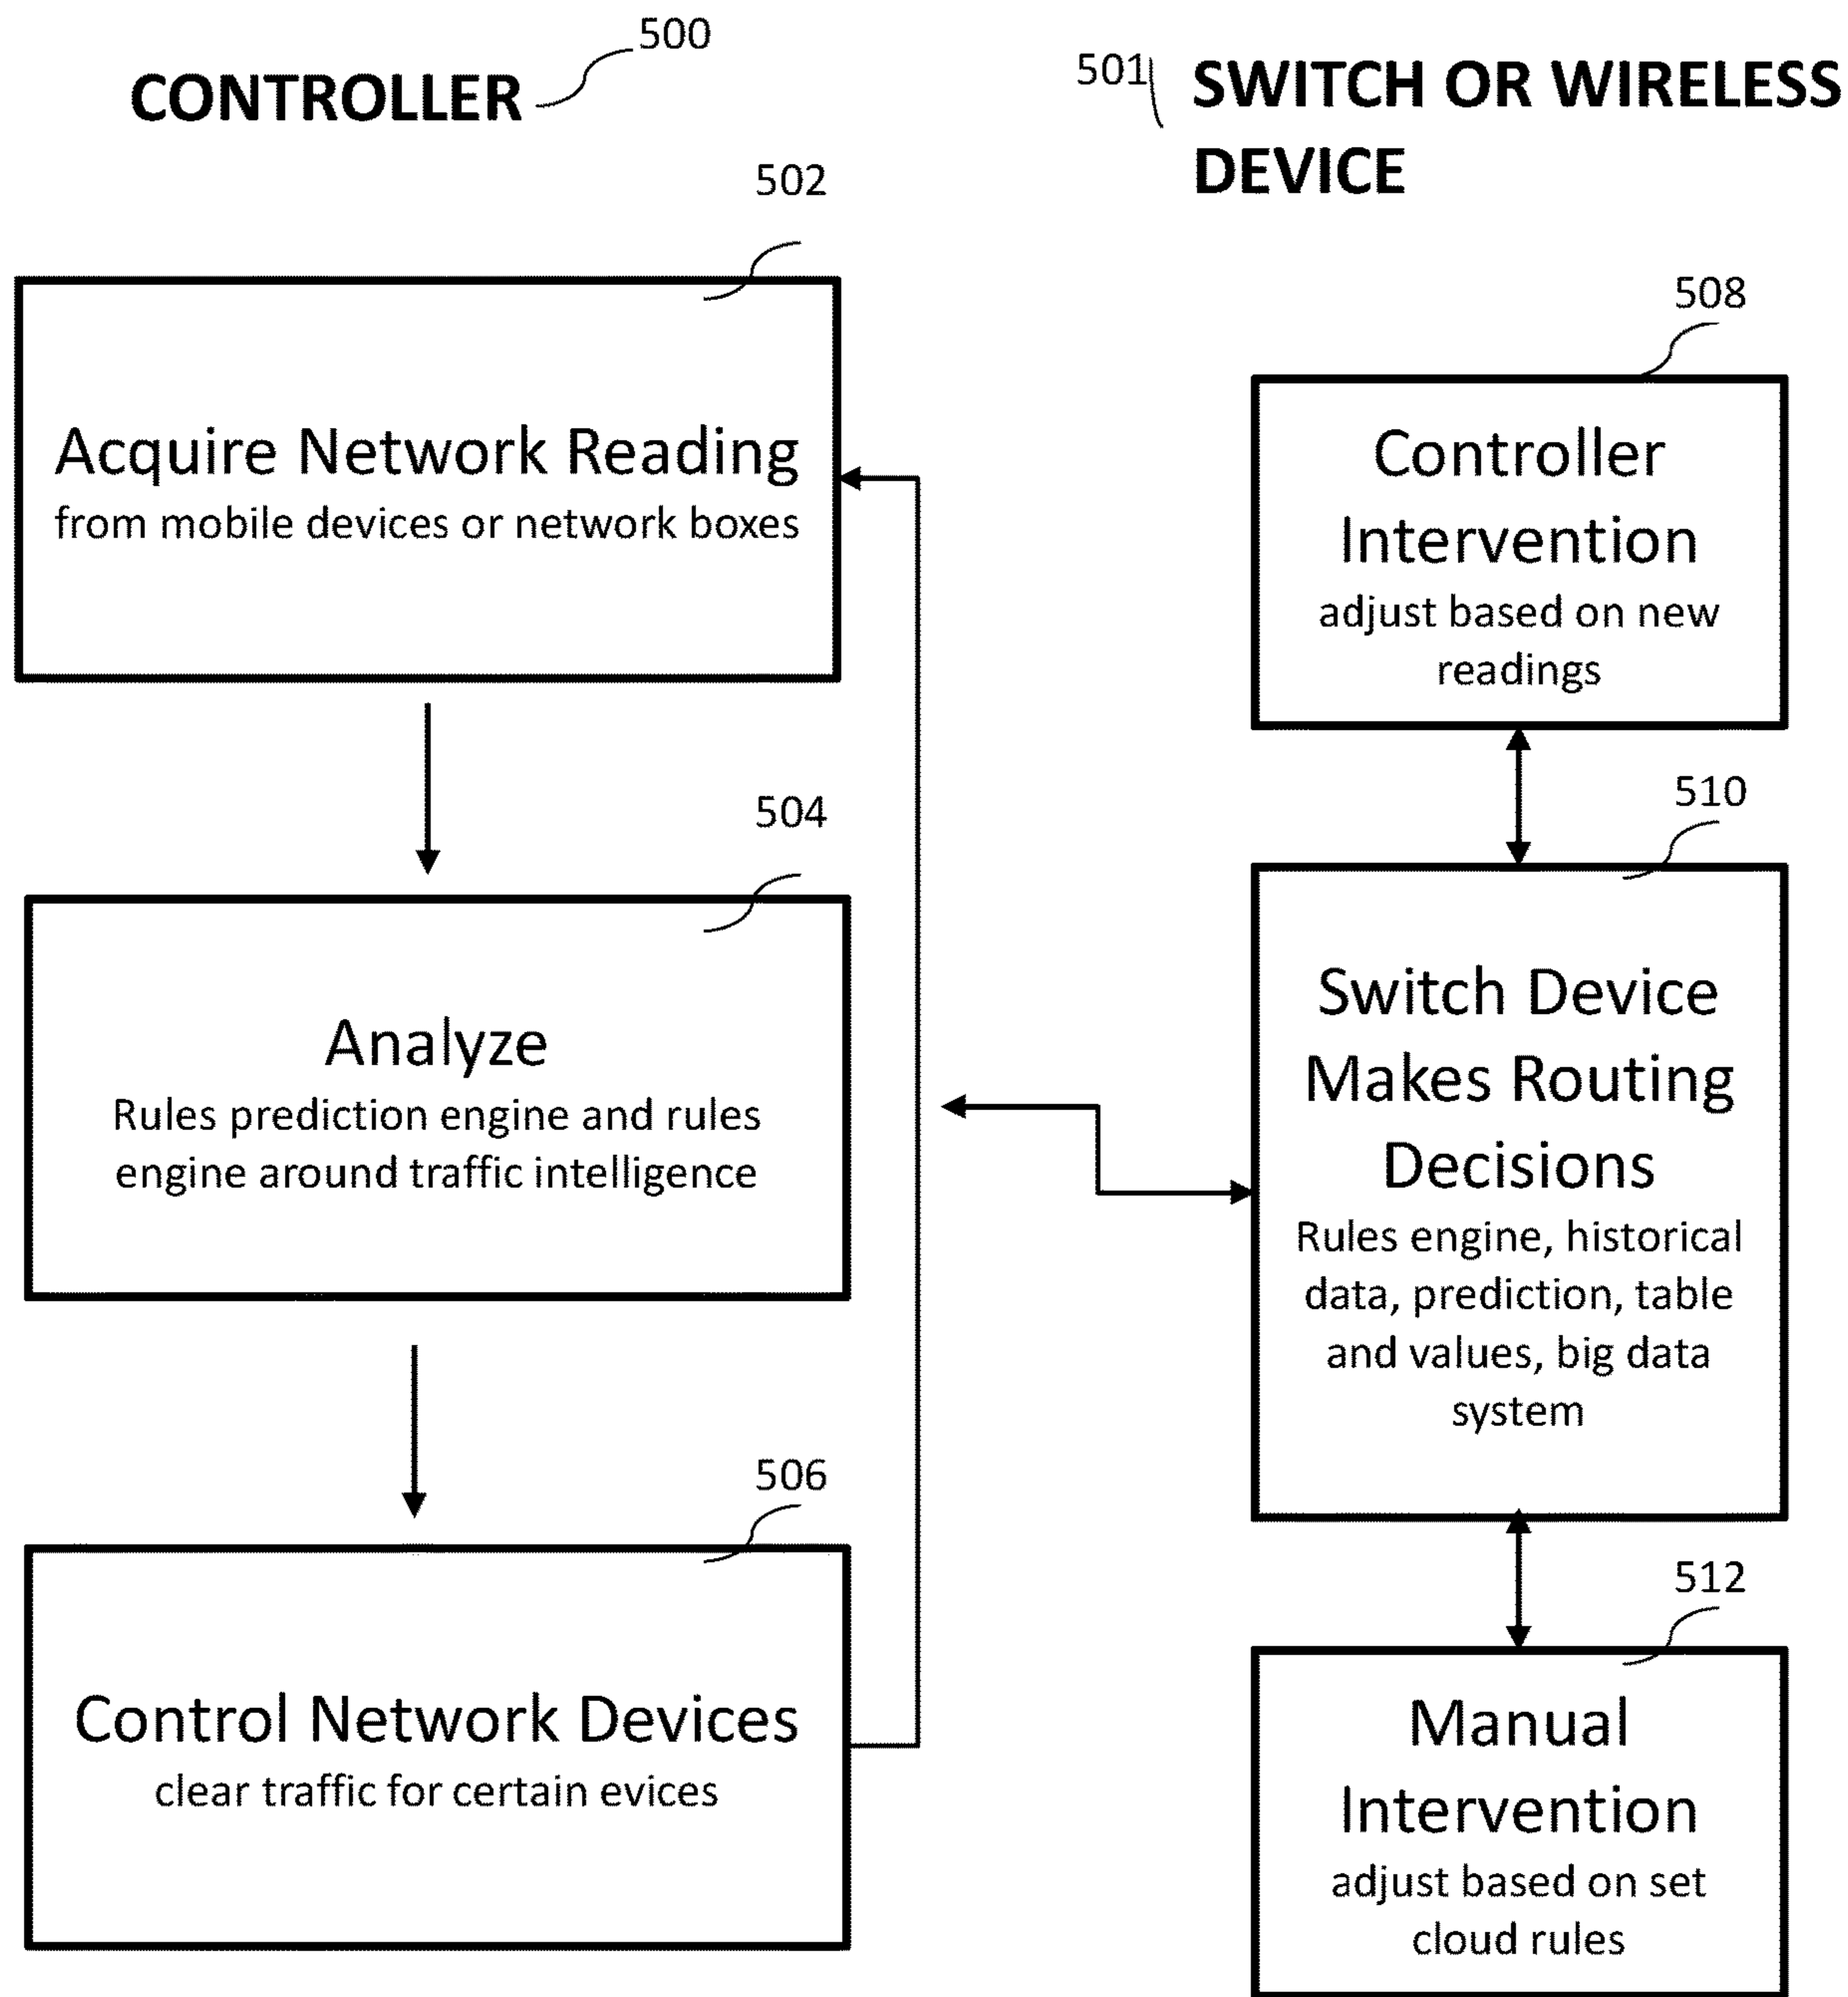 500
CONTROLLER
501
SWITCH OR WIRELESS
DEVICE
502
Acquire Network Reading
from mobile devices or network boxes
504
Analyze
Rules prediction engine and rules
engine around traffic intelligence
506
Control Network Devices
clear traffic for certain evices
508
Controller
Intervention
adjust based on new
readings
510
Switch Device
Makes Routing
Decisions
Rules engine, historical
data, prediction, table
and values, big data
system
512
Manual
Intervention
adjust based on set
cloud rules